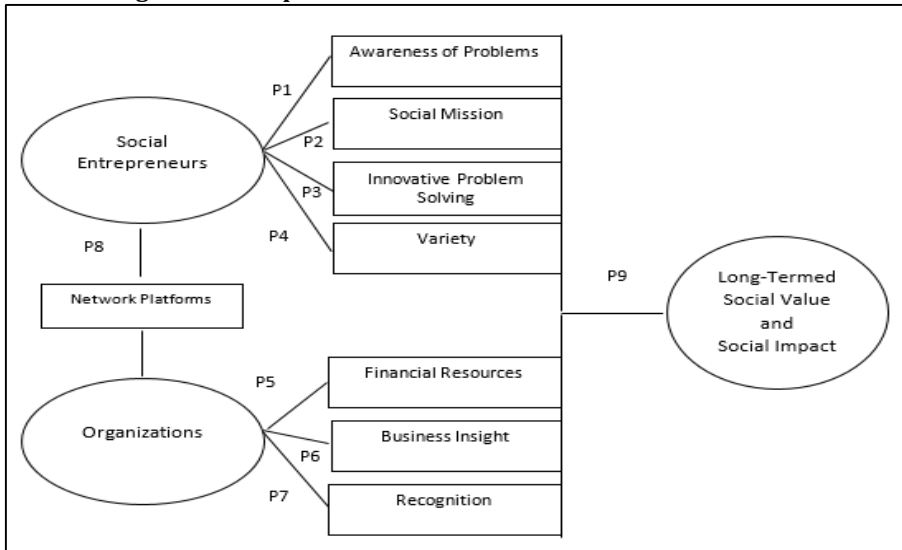 Awareness of Problems
P1
Social Mission
Social
Entrepreneurs
P2
Innovative Problem
Solving
P3
P4
Variety
P8
P9
Long-Termed
Social Value
and
Social Impact
Network Platforms
Financial Resources
P5
Organizations
Business Insight
P6
P7
Recognition